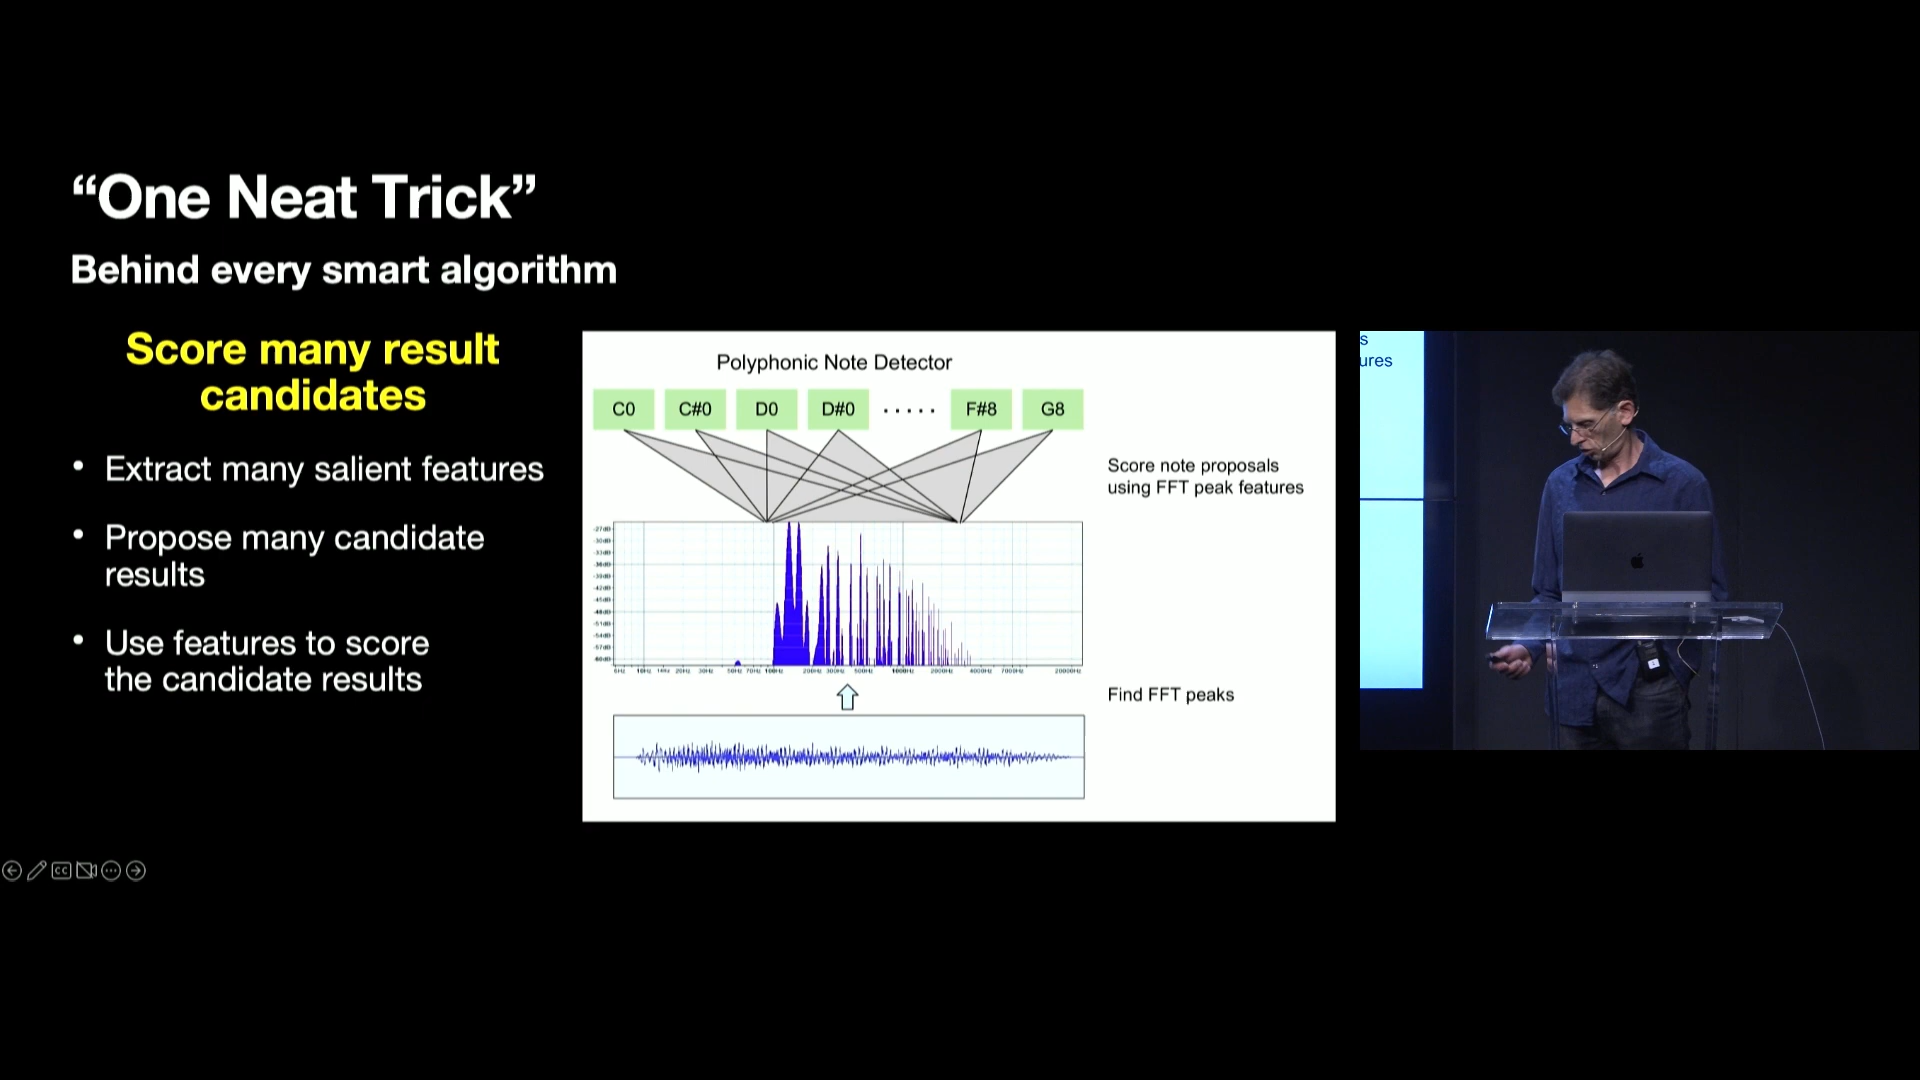 “One Neat Trick”
Behind every smart algorithm
Score many result
candidates
• Extract many salient features
• Propose many candidate
results
• Use features to score
the candidate results
Polyphonic Note Detector
C0 C#0 D0 D#0 ..... F#8 G8
Score note proposals
using FFT peak features
Find FFT peaks
s
ures
CC